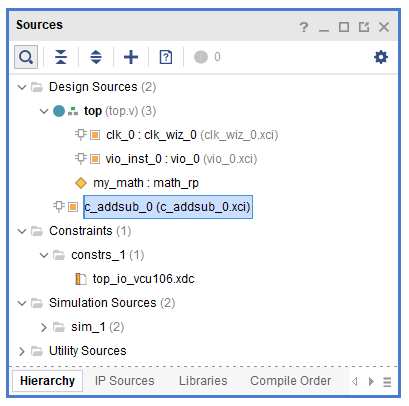 Sources
? _ □
0
Design Sources (2)
top (top.v) (3)
clk_0 : clk_wiz_0 (clk_wiz_0.xci)
vio_inst_0 : vio_0 (vio_0.xci)
my_math : math_rp
c_addsub_0 (c_addsub_0.xci)
Constraints (1)
constrs_1 (1)
top_io_vcu106.xdc
Simulation Sources (2)
sim_1 (2)
Utility Sources
Hierarchy IP Sources Libraries Compile Order